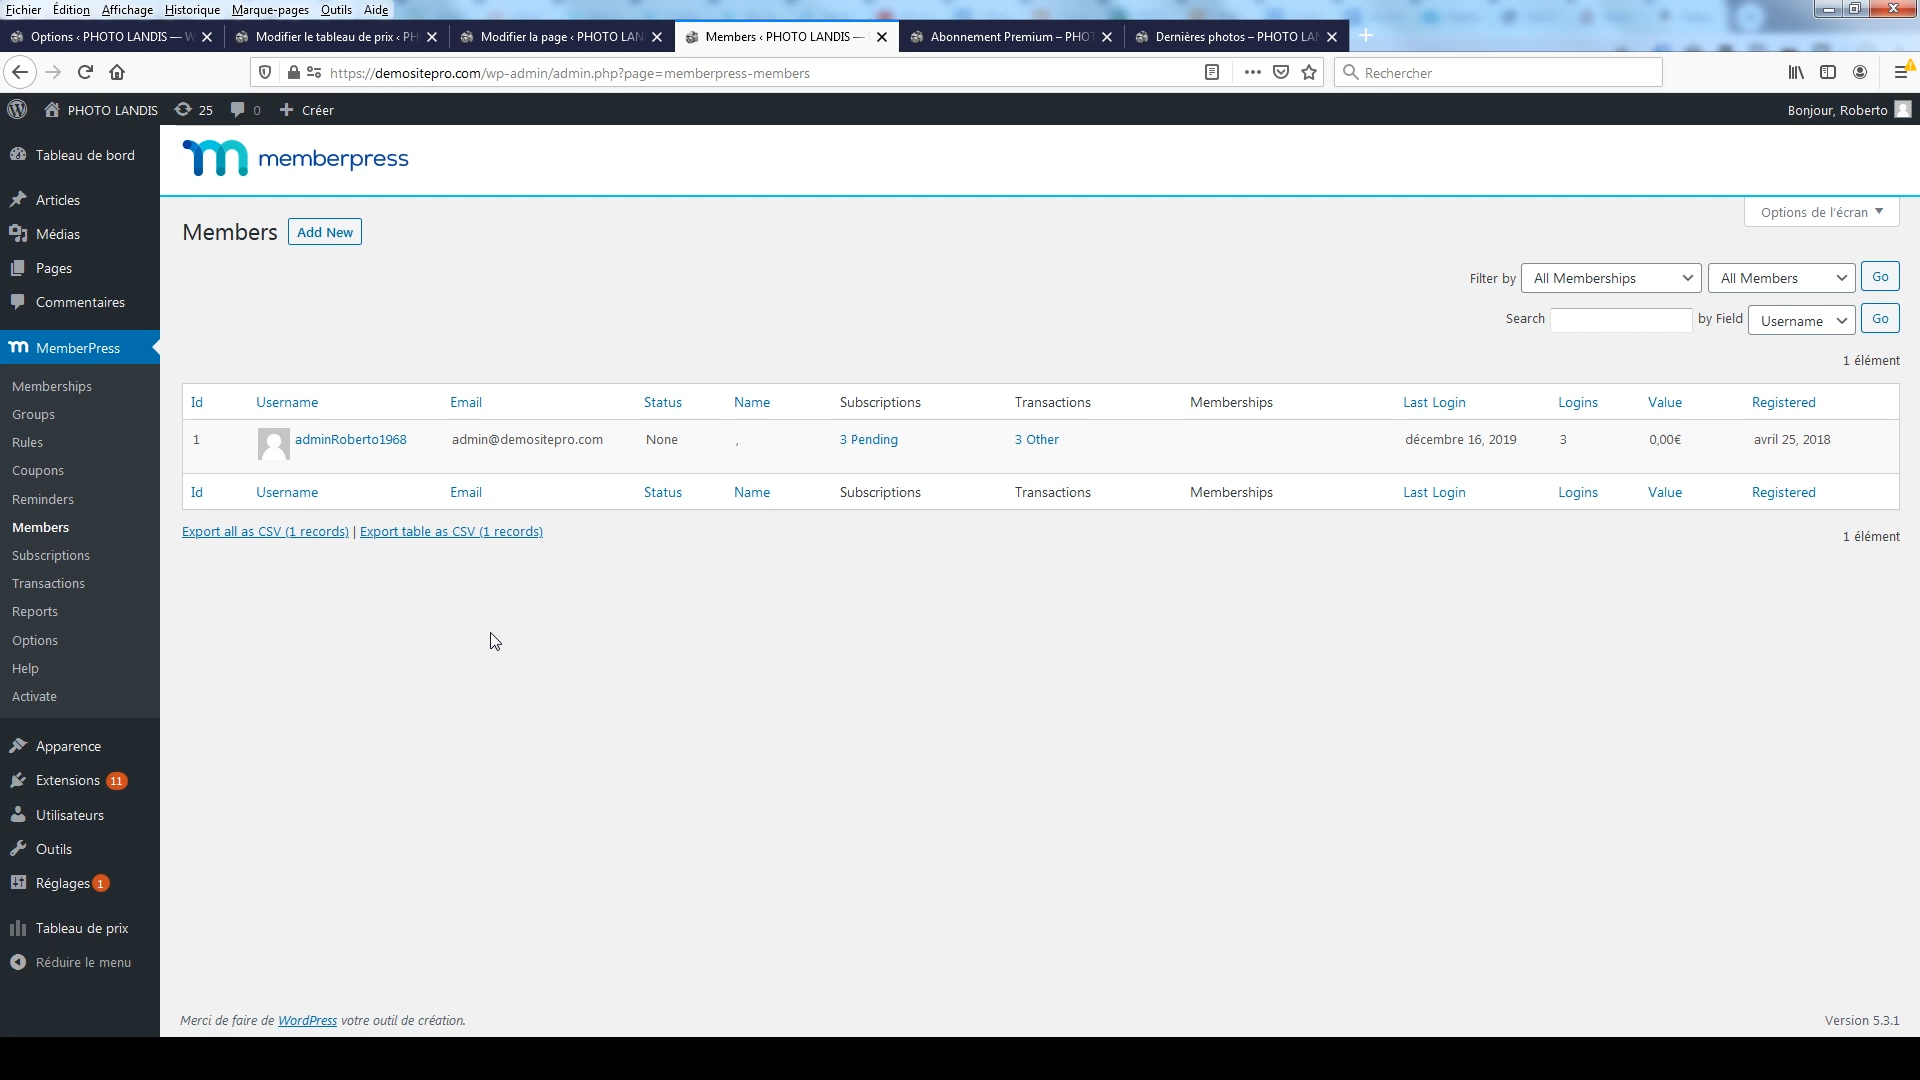 Fichier Édition Affichage Historique Marque-pages Outils Aide
Options ‹ PHOTO LANDIS — W
Modifier le tableau de prix ‹ PH
Modifier la page ‹ PHOTO LAN
Members ‹ PHOTO LANDIS —
Abonnement Premium – PHOT
Dernières photos – PHOTO LAN
https://demositepro.com/wp-admin/admin.php?page=memberpress-members
Rechercher
PHOTO LANDIS 25 0 Créer
Bonjour, Roberto
Tableau de bord
Articles
Médias
Pages
Commentaires
MemberPress
Memberships
Groups
Rules
Coupons
Reminders
Members
Subscriptions
Transactions
Reports
Options
Help
Activate
Apparence
Extensions 11
Utilisateurs
Outils
Réglages 1
Tableau de prix
Réduire le menu
memberpress
Options de l'écran
Members Add New
Filter by All Memberships All Members Go
Search by Field Username Go
1 élément
Id Username Email Status Name Subscriptions Transactions Memberships Last Login Logins Value Registered
1 adminRoberto1968 admin@demositepro.com None , 3 Pending 3 Other décembre 16, 2019 3 0,00€ avril 25, 2018
Id Username Email Status Name Subscriptions Transactions Memberships Last Login Logins Value Registered
Export all as CSV (1 records) | Export table as CSV (1 records)
1 élément
Merci de faire de WordPress votre outil de création.
Version 5.3.1